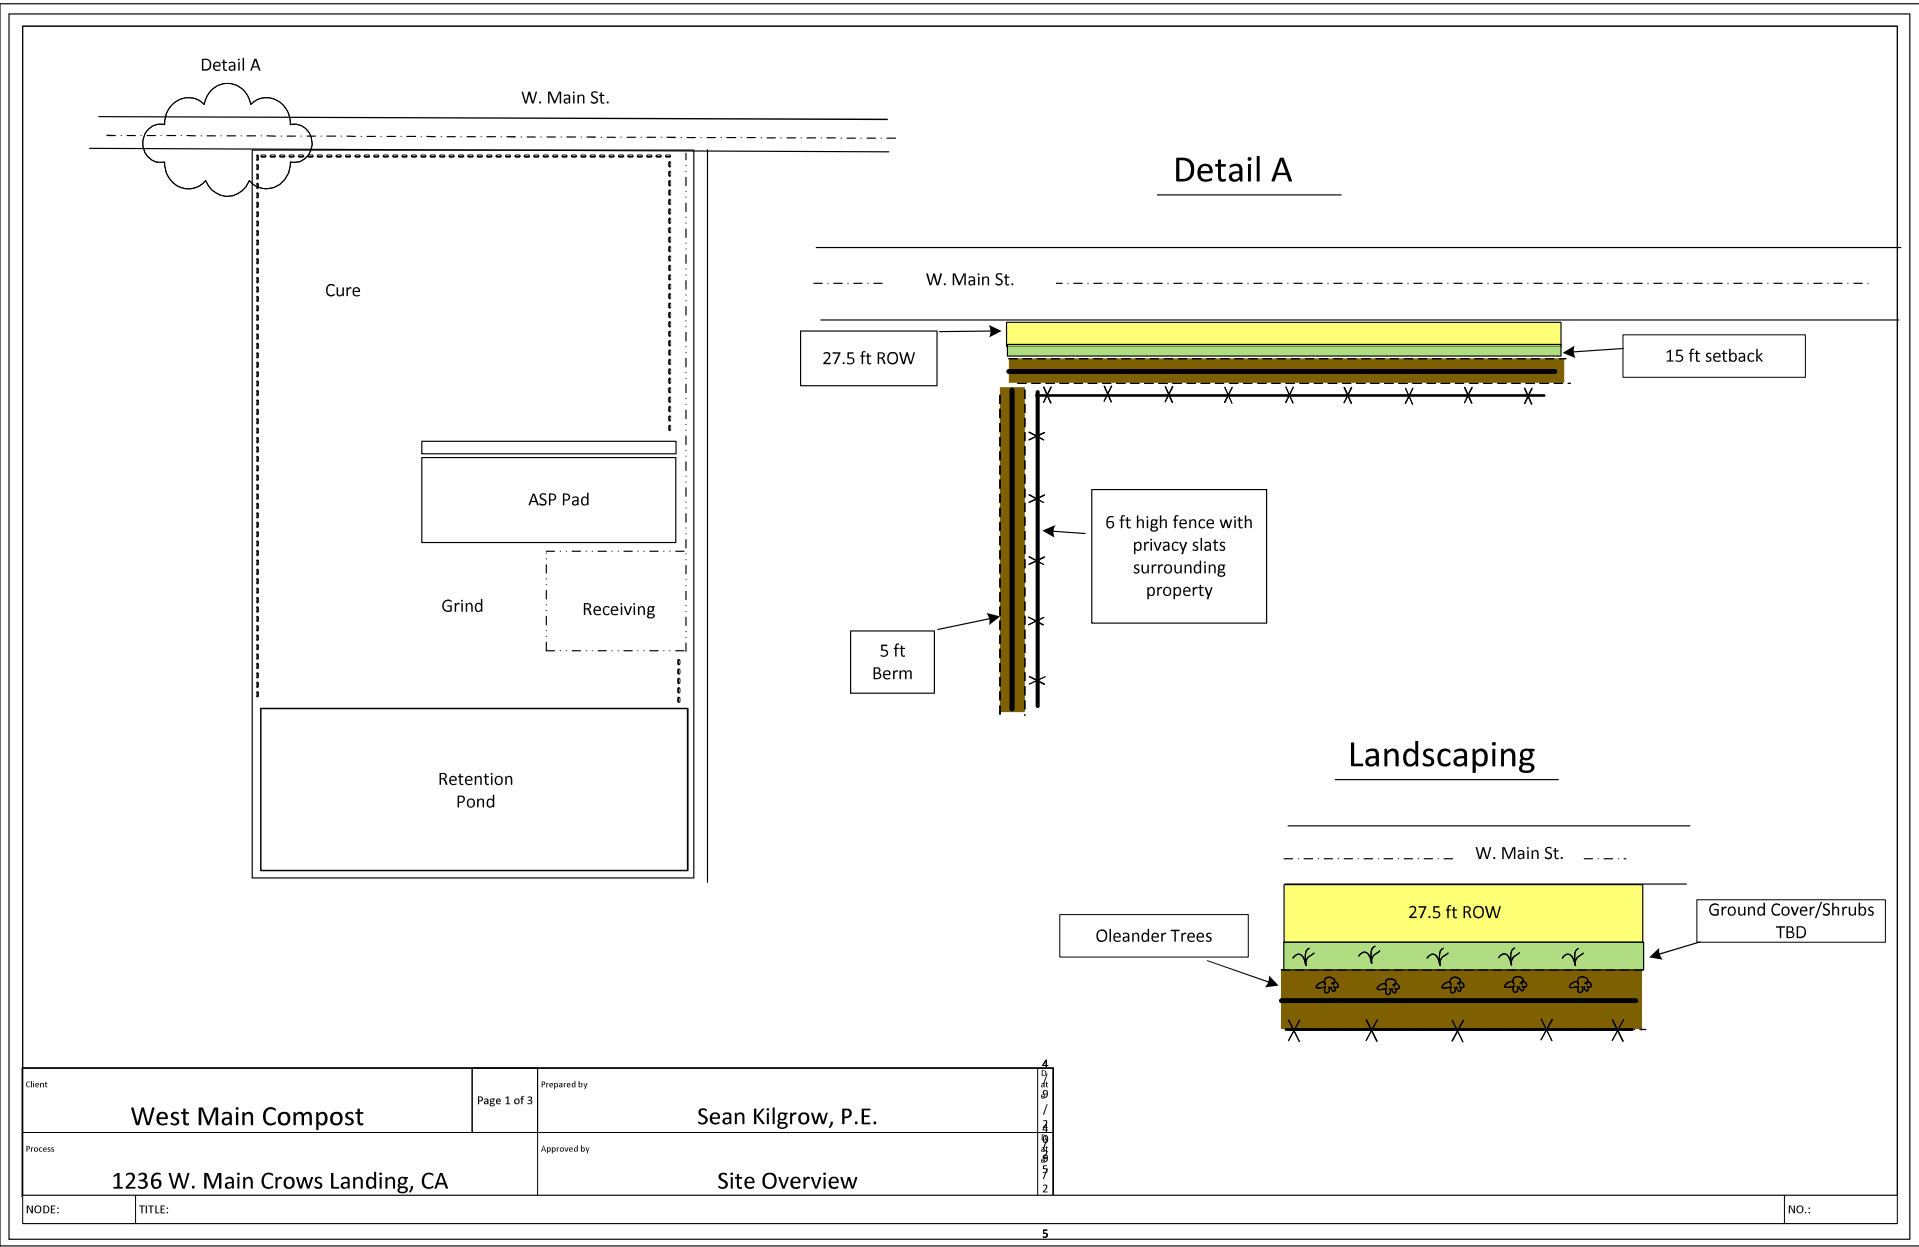 Detail A
W. Main St.
Cure
ASP Pad
Grind
Receiving
Retention
Pond
Detail A
W. Main St.
27.5 ft ROW
15 ft setback
6 ft high fence with
privacy slats
surrounding
property
5 ft
Berm
Landscaping
W. Main St.
27.5 ft ROW
Oleander Trees
Ground Cover/Shrubs
TBD
Client
West Main Compost
Page 1 of 3
Prepared by
Sean Kilgrow, P.E.
Process
1236 W. Main Crows Landing, CA
Approved by
Site Overview
NODE:
TITLE:
NO.:
5